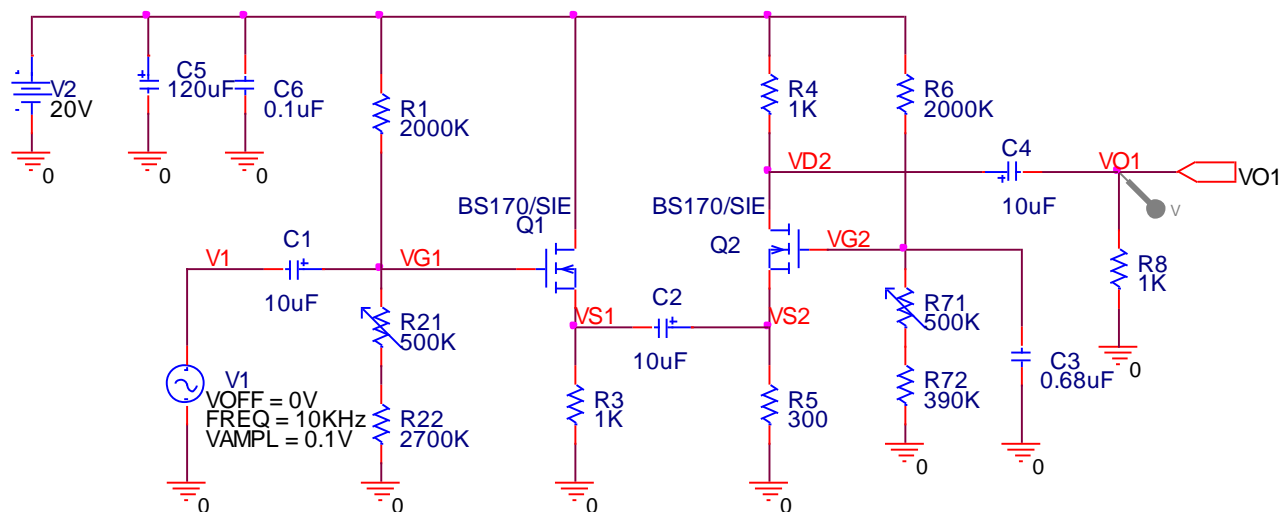 V2
20V
0
C5
120uF
0
C6
0.1uF
0
R1
2000K
R4
1K
R6
2000K
VD2
C4
10uF
VO1
VO1
V
BS170/SIE
Q1
BS170/SIE
Q2
V1
C1
10uF
VG1
VG2
R8
1K
0
R21
500K
VS1
C2
10uF
VS2
R71
500K
V1
VOFF = 0V
FREQ = 10KHz
VAMPL = 0.1V
0
R22
2700K
0
R3
1K
0
R5
300
0
R72
390K
0
C3
0.68uF
0